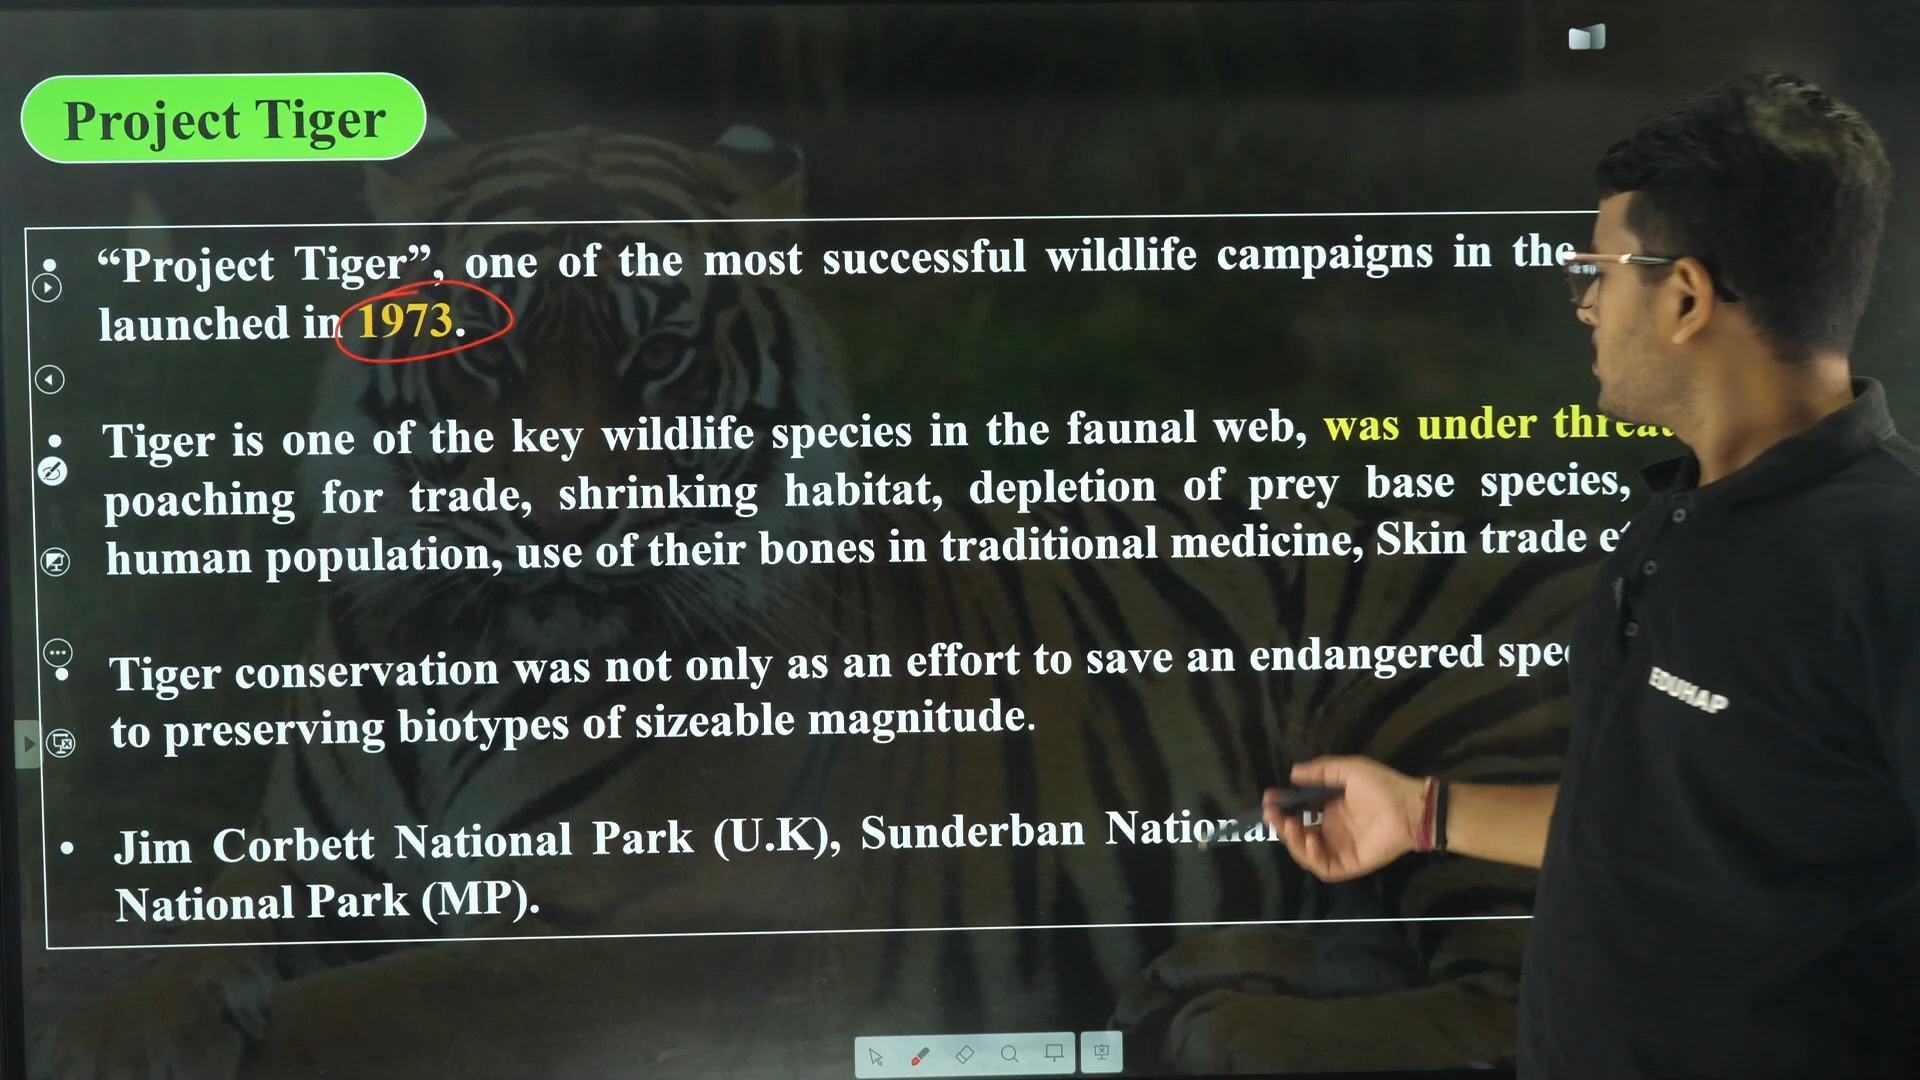 Project Tiger
“Project Tiger”, one of the most successful wildlife campaigns in the
launched in 1973.
Tiger is one of the key wildlife species in the faunal web, was under
poaching for trade, shrinking habitat, depletion of prey base species,
human population, use of their bones in traditional medicine, Skin trade
Tiger conservation was not only as an effort to save an endangered
to preserving biotypes of sizeable magnitude.
Jim Corbett National Park (U.K), Sunderban National
National Park (MP).
EDUHAP